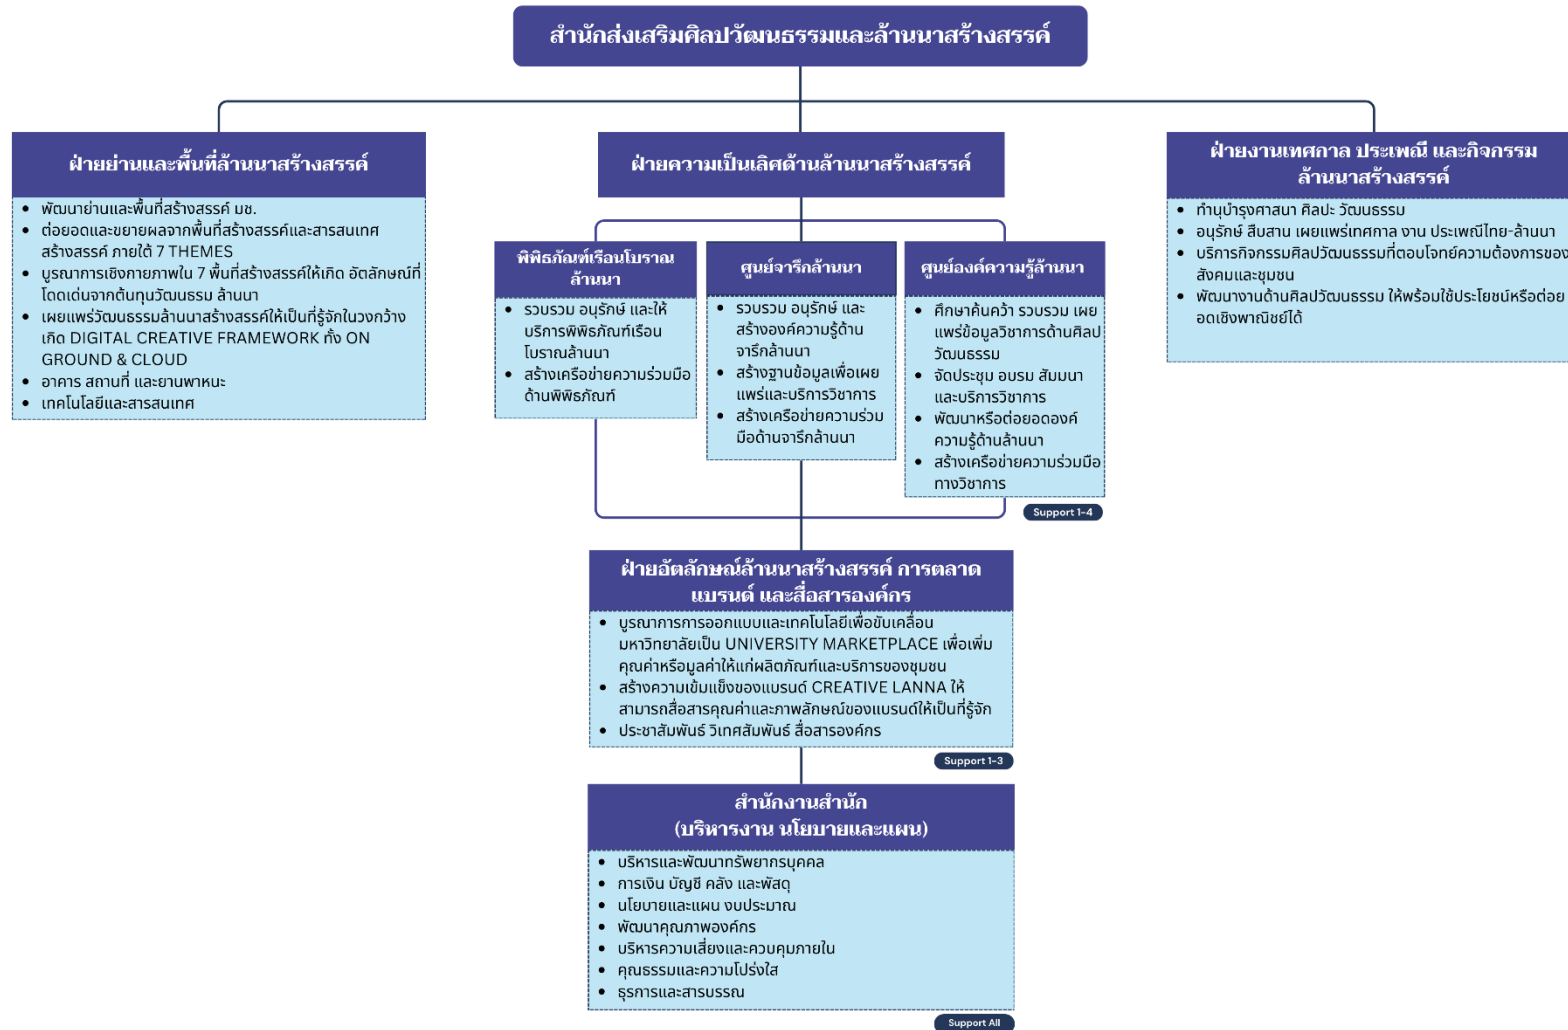 สำนักส่งเสริมศิลปวัฒนธรรมและล้านนาสร้างสรรค์
ฝ่ายย่านและพื้นที่ล้านนาสร้างสรรค์
• พัฒนาย่านและพื้นที่สร้างสรรค์ มช.
• ต่อยอดและขยายผลจากพื้นที่สร้างสรรค์และสารสนเทศ
สร้างสรรค์ ภายใต้ 7 THEMES
• บูรณาการเชิงกายภาพใน 7 พื้นที่สร้างสรรค์ให้เกิด อัตลักษณ์ที่
โดดเด่นจากต้นทุนวัฒนธรรม ล้านนา
• เผยแพร่วัฒนธรรมล้านนาสร้างสรรค์ให้เป็นที่รู้จักในวงกว้าง
เกิด DIGITAL CREATIVE FRAMEWORK ทั้ง ON
GROUND & CLOUD
• อาคาร สถานที่ และยานพาหนะ
• เทคโนโลยีและสารสนเทศ
ฝ่ายความเป็นเลิศด้านล้านนาสร้างสรรค์
พิพิธภัณฑ์เรือนโบราณ
ล้านนา
• รวบรวม อนุรักษ์ และให้
บริการพิพิธภัณฑ์เรือน
โบราณล้านนา
• สร้างเครือข่ายความร่วมมือ
ด้านพิพิธภัณฑ์
ศูนย์จารึกล้านนา
• รวบรวม อนุรักษ์ และ
สร้างองค์ความรู้ด้าน
จารึกล้านนา
• สร้างฐานข้อมูลเพื่อเผย
แพร่และบริการวิชาการ
• สร้างเครือข่ายความร่วม
มือด้านจารึกล้านนา
ศูนย์องค์ความรู้ล้านนา
• ศึกษาค้นคว้า รวบรวม เผย
แพร่ข้อมูลวิชาการด้านศิลป
วัฒนธรรม
• จัดประชุม อบรม สัมมนา
และบริการวิชาการ
• พัฒนาหรือต่อยอดองค์
ความรู้ด้านล้านนา
• สร้างเครือข่ายความร่วมมือ
ทางวิชาการ
Support 1-4
ฝ่ายงานเทศกาล ประเพณี และกิจกรรม
ล้านนาสร้างสรรค์
• ทำนุบำรุงศาสนา ศิลปะ วัฒนธรรม
• อนุรักษ์ สืบสาน เผยแพร่เทศกาล งาน ประเพณีไทย-ล้านนา
• บริการกิจกรรมศิลปวัฒนธรรมที่ตอบโจทย์ความต้องการของ
สังคมและชุมชน
• พัฒนางานด้านศิลปวัฒนธรรม ให้พร้อมใช้ประโยชน์หรือต่อย
อดเชิงพาณิชย์ได้
ฝ่ายอัตลักษณ์ล้านนาสร้างสรรค์ การตลาด
แบรนด์ และสื่อสารองค์กร
• บูรณาการการออกแบบและเทคโนโลยีเพื่อขับเคลื่อน
มหาวิทยาลัยเป็น UNIVERSITY MARKETPLACE เพื่อเพิ่ม
คุณค่าหรือมูลค่าให้แก่ผลิตภัณฑ์และบริการของชุมชน
• สร้างความเข้มแข็งของแบรนด์ CREATIVE LANNA ให้
สามารถสื่อสารคุณค่าและภาพลักษณ์ของแบรนด์ให้เป็นที่รู้จัก
• ประชาสัมพันธ์ วิเทศสัมพันธ์ สื่อสารองค์กร
Support 1-3
สำนักงานสำนัก
(บริหารงาน นโยบายและแผน)
• บริหารและพัฒนาทรัพยากรบุคคล
• การเงิน บัญชี คลัง และพัสดุ
• นโยบายและแผน งบประมาณ
• พัฒนาคุณภาพองค์กร
• บริหารความเสี่ยงและควบคุมภายใน
• คุณธรรมและความโปร่งใส
• ธุรการและสารบรรณ
Support All